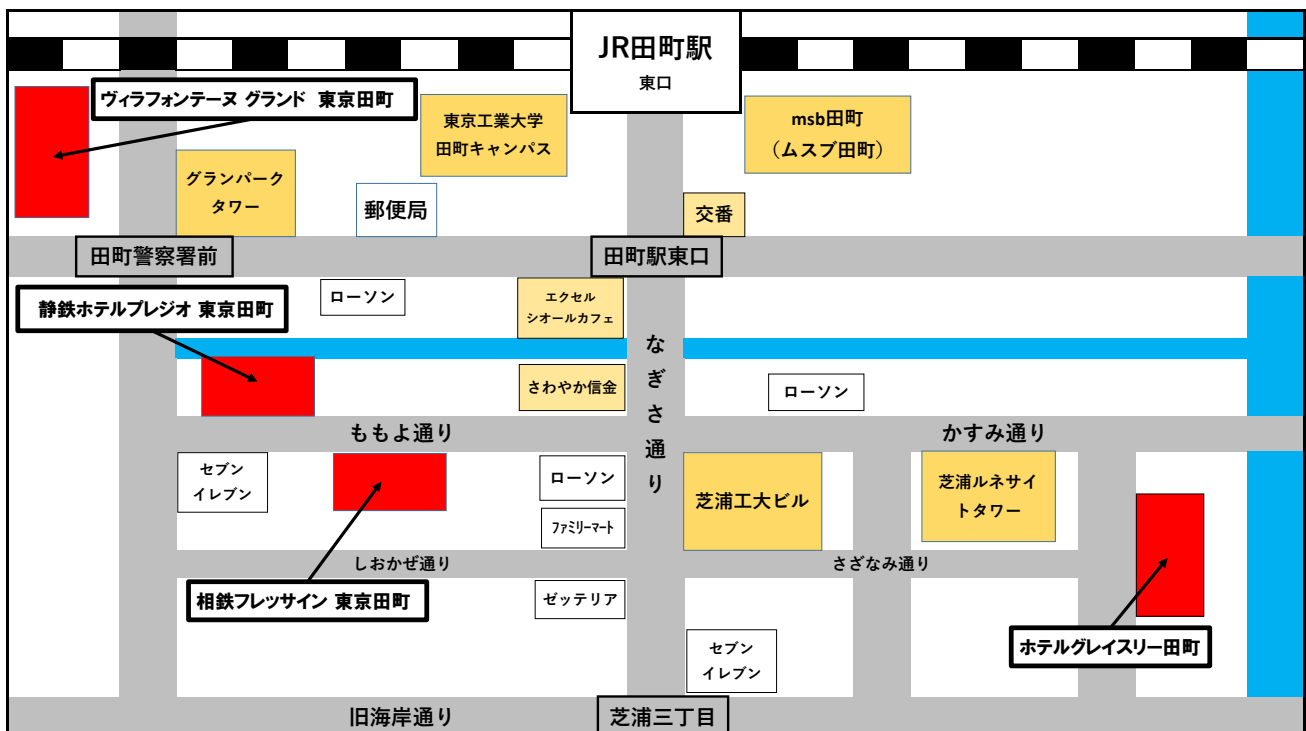 JR田町駅
東口
ヴィラフォンテーヌ グランド 東京田町
東京工業大学
田町キャンパス
msb田町
(ムスブ田町)
グランパーク
タワー
郵便局
交番
田町警察署前
田町駅東口
静鉄ホテルプレジオ 東京田町
ローソン
エクセル
シオールカフェ
なぎさ通り
さわやか信金
ローソン
ももよ通り
かすみ通り
セブン
イレブン
ローソン
芝浦工大ビル
芝浦ルネサイ
トタワー
ファミリーマート
しおかぜ通り
さざなみ通り
相鉄フレッサイン 東京田町
ゼッテリア
セブン
イレブン
ホテルグレイスリー田町
旧海岸通り
芝浦三丁目